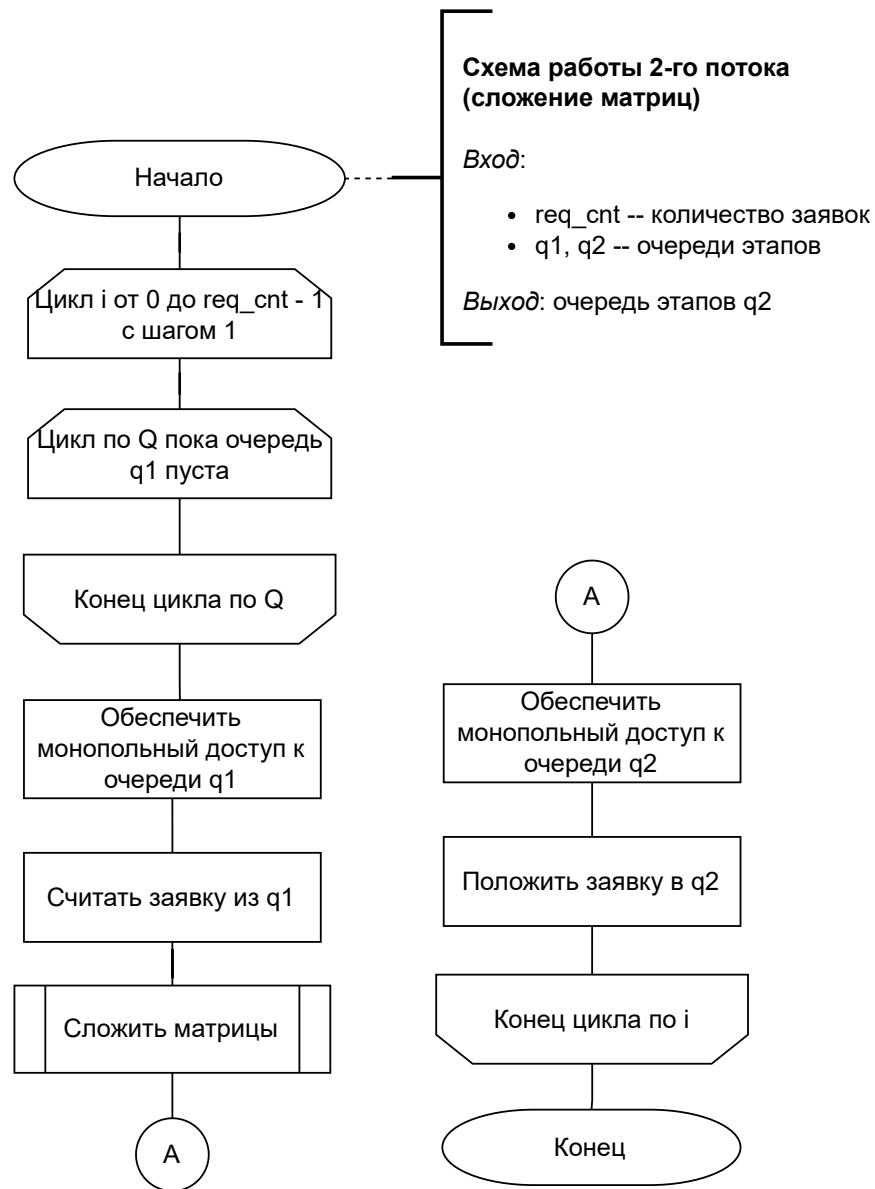 Схема работы 2-го потока
(сложение матриц)
Вход:
• req_cnt -- количество заявок
• q1, q2 -- очереди этапов
Выход: очередь этапов q2
Начало
Цикл i от 0 до req_cnt - 1
с шагом 1
Цикл по Q пока очередь
q1 пуста
Конец цикла по Q
Обеспечить
монопольный доступ к
очереди q1
Считать заявку из q1
Сложить матрицы
A
A
Обеспечить
монопольный доступ к
очереди q2
Положить заявку в q2
Конец цикла по i
Конец